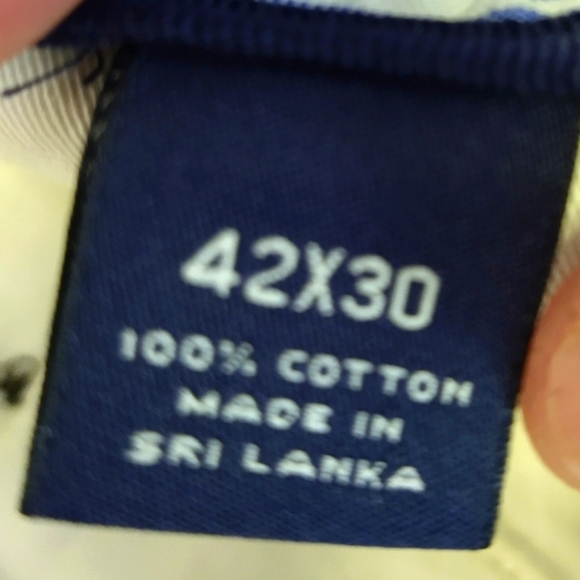 42X30
100% COTTON
MADE IN
SRI LANKA